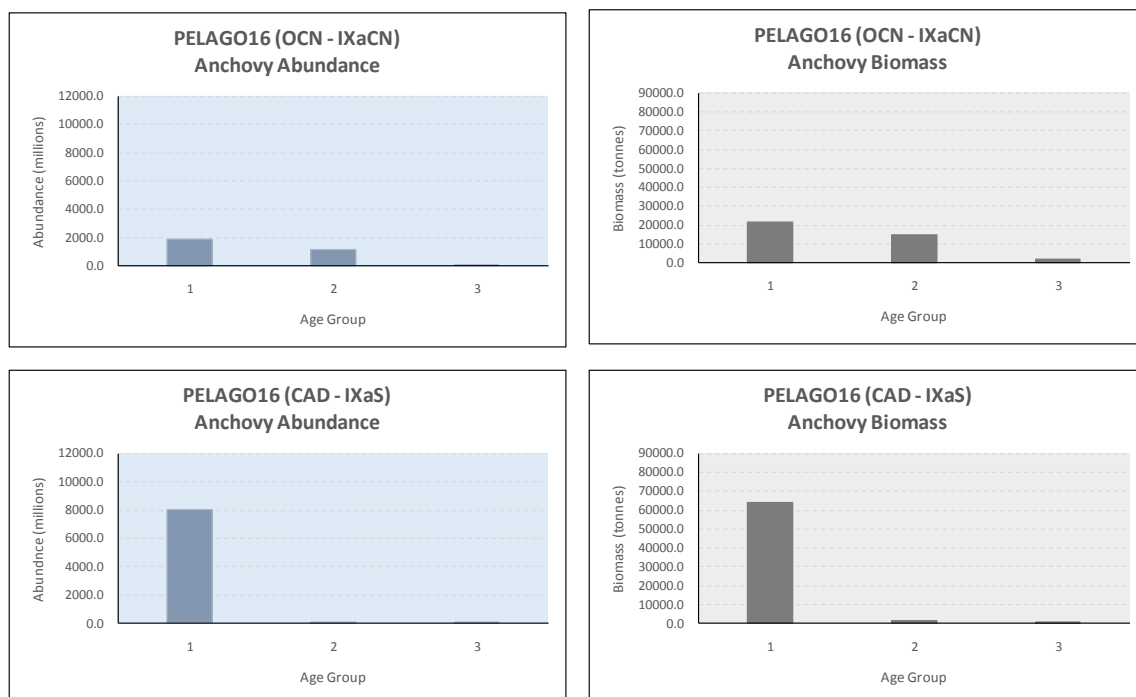 PELAGO16 (OCN - IXaCN)
Anchovy Abundance
12000.0
10000.0
8000.0
6000.0
4000.0
2000.0
0.0
Abundance (millions)
1 2 3
Age Group
PELAGO16 (OCN - IXaCN)
Anchovy Biomass
90000.0
80000.0
70000.0
60000.0
50000.0
40000.0
30000.0
20000.0
10000.0
0.0
Biomass (tonnes)
1 2 3
Age Group
PELAGO16 (CAD - IXaS)
Anchovy Abundance
12000.0
10000.0
8000.0
6000.0
4000.0
2000.0
0.0
Abundnce (millions)
1 2 3
Age Group
PELAGO16 (CAD - IXaS)
Anchovy Biomass
90000.0
80000.0
70000.0
60000.0
50000.0
40000.0
30000.0
20000.0
10000.0
0.0
Biomass (tonnes)
1 2 3
Age Group